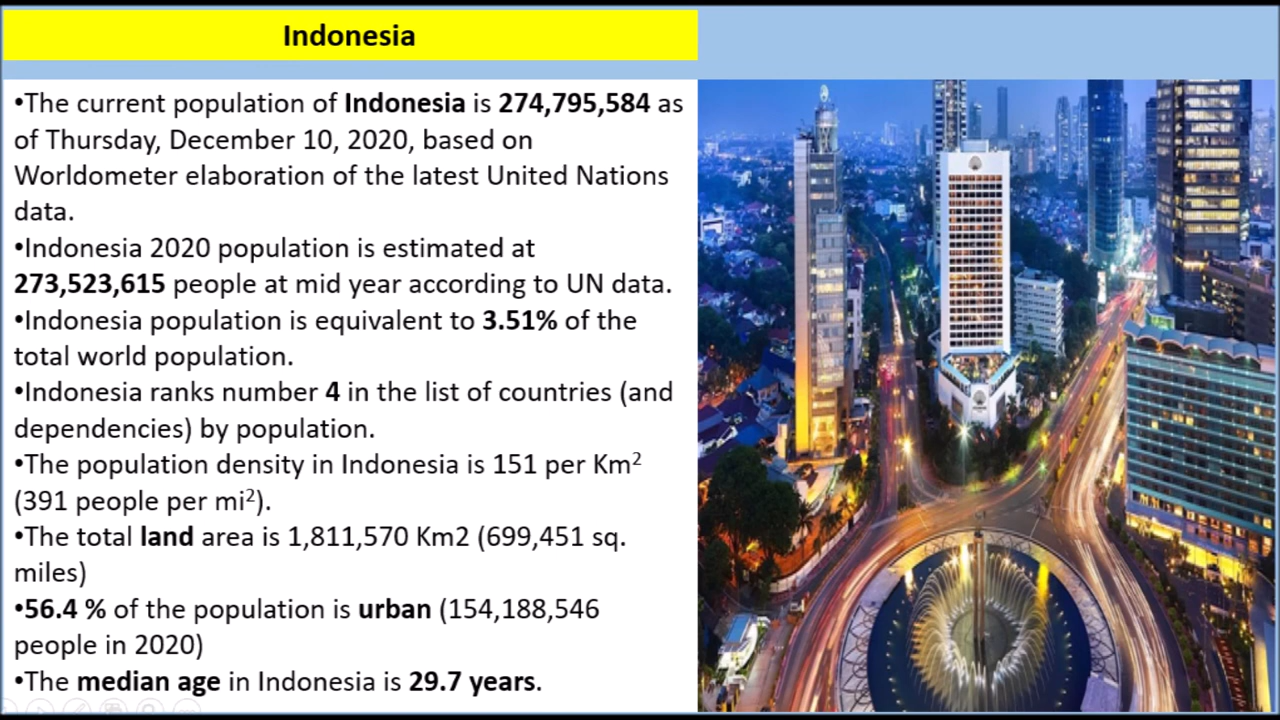 Indonesia
•The current population of Indonesia is 274,795,584 as
of Thursday, December 10, 2020, based on
Worldometer elaboration of the latest United Nations
data.
•Indonesia 2020 population is estimated at
273,523,615 people at mid year according to UN data.
•Indonesia population is equivalent to 3.51% of the
total world population.
•Indonesia ranks number 4 in the list of countries (and
dependencies) by population.
•The population density in Indonesia is 151 per Km²
(391 people per mi²).
•The total land area is 1,811,570 Km2 (699,451 sq.
miles)
•56.4 % of the population is urban (154,188,546
people in 2020)
•The median age in Indonesia is 29.7 years.